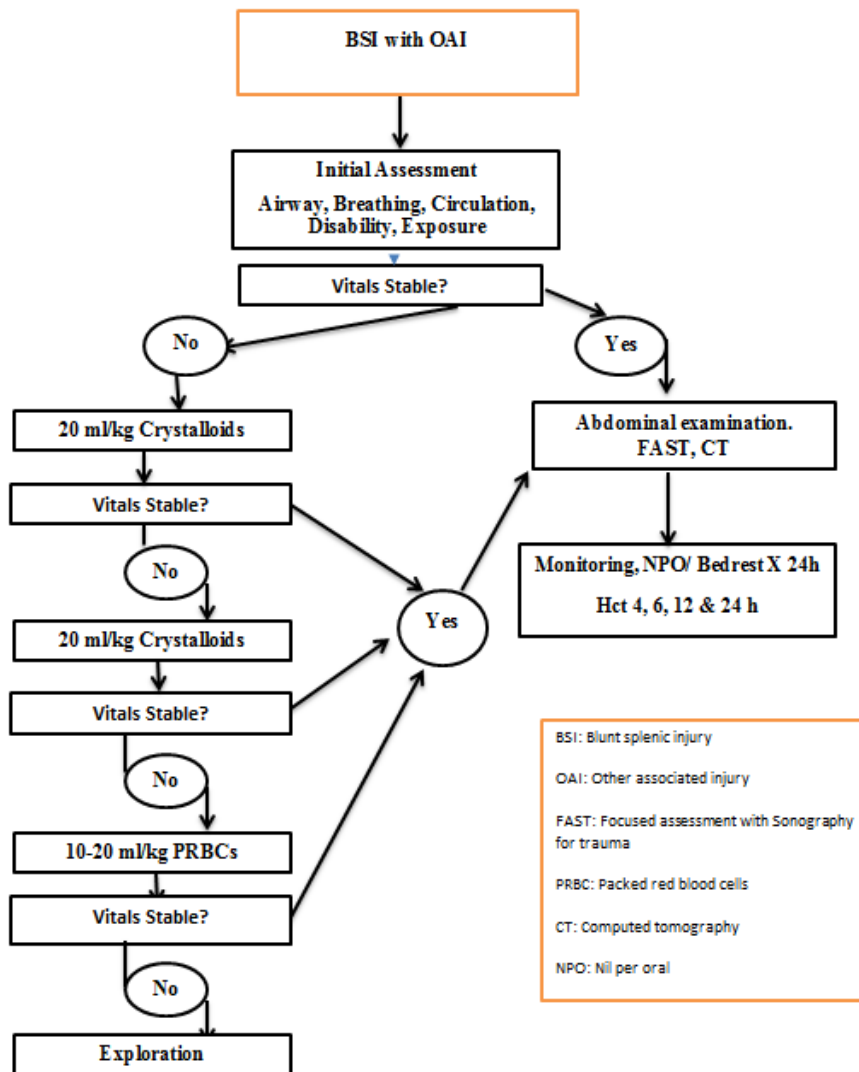 BSI with OAI
Initial Assessment
Airway, Breathing, Circulation,
Disability, Exposure
Vitals Stable?
No
Yes
20 ml/kg Crystalloids
Abdominal examination.
FAST, CT
Vitals Stable?
No
Monitoring, NPO/ Bedrest X 24h
Hct 4, 6, 12 & 24 h
Yes
20 ml/kg Crystalloids
Vitals Stable?
No
10-20 ml/kg PRBCs
Vitals Stable?
No
Exploration
BSI: Blunt splenic injury
OAI: Other associated injury
FAST: Focused assessment with Sonography
for trauma
PRBC: Packed red blood cells
CT: Computed tomography
NPO: Nil per oral